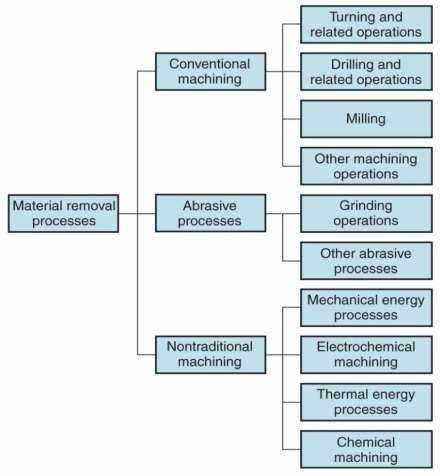 Material removal
processes
Conventional
machining
Turning and
related operations
Drilling and
related operations
Milling
Other machining
operations
Abrasive
processes
Grinding
operations
Other abrasive
processes
Nontraditional
machining
Mechanical energy
processes
Electrochemical
machining
Thermal energy
processes
Chemical
machining